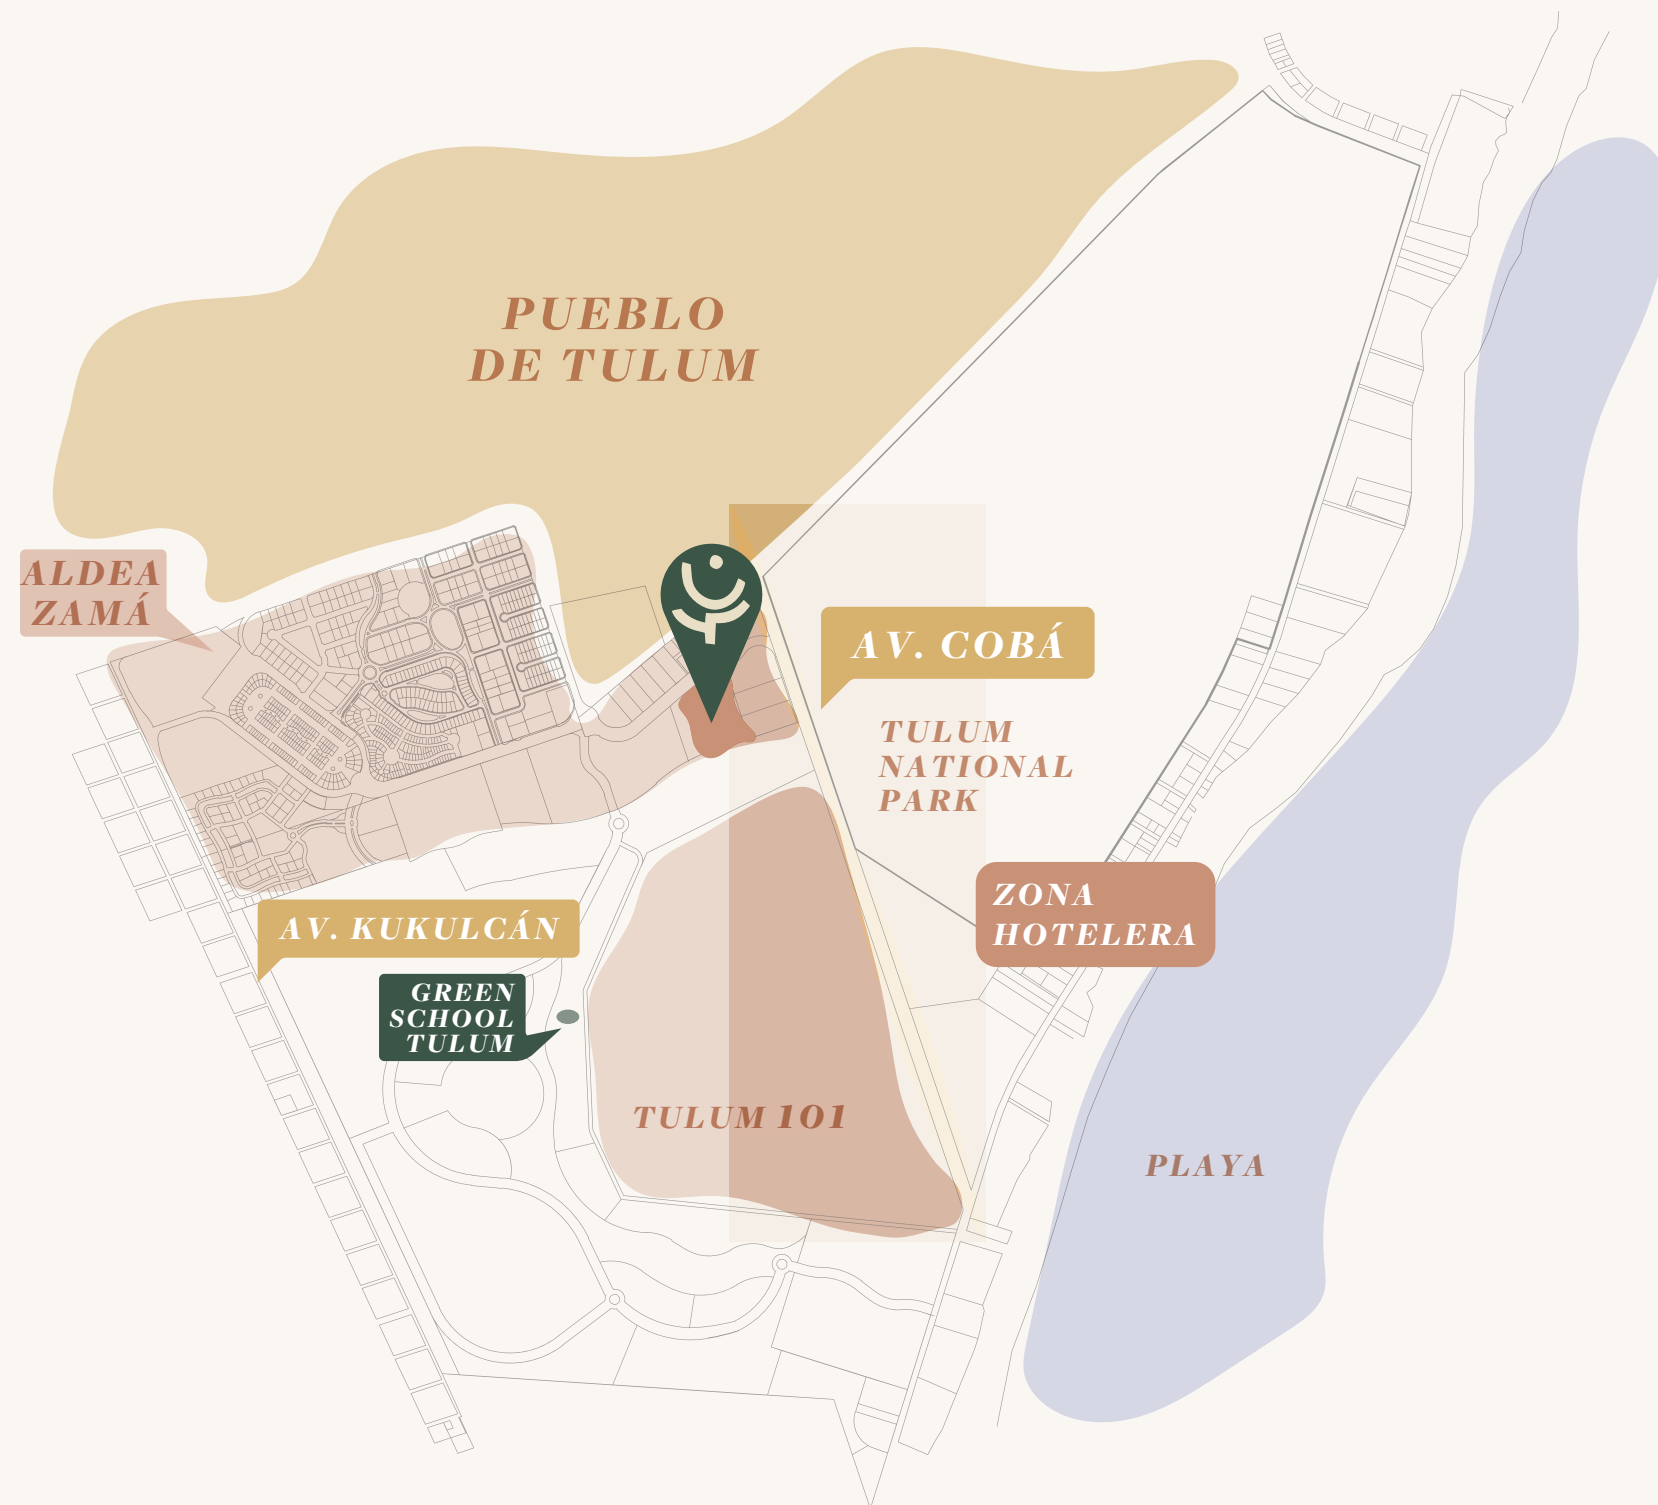 PUEBLO
DE TULUM
ALDEA
ZAMÁ
AV. COBÁ
TULUM
NATIONAL
PARK
ZONA
HOTELERA
AV. KUKULCÁN
GREEN
SCHOOL
TULUM
TULUM 101
PLAYA